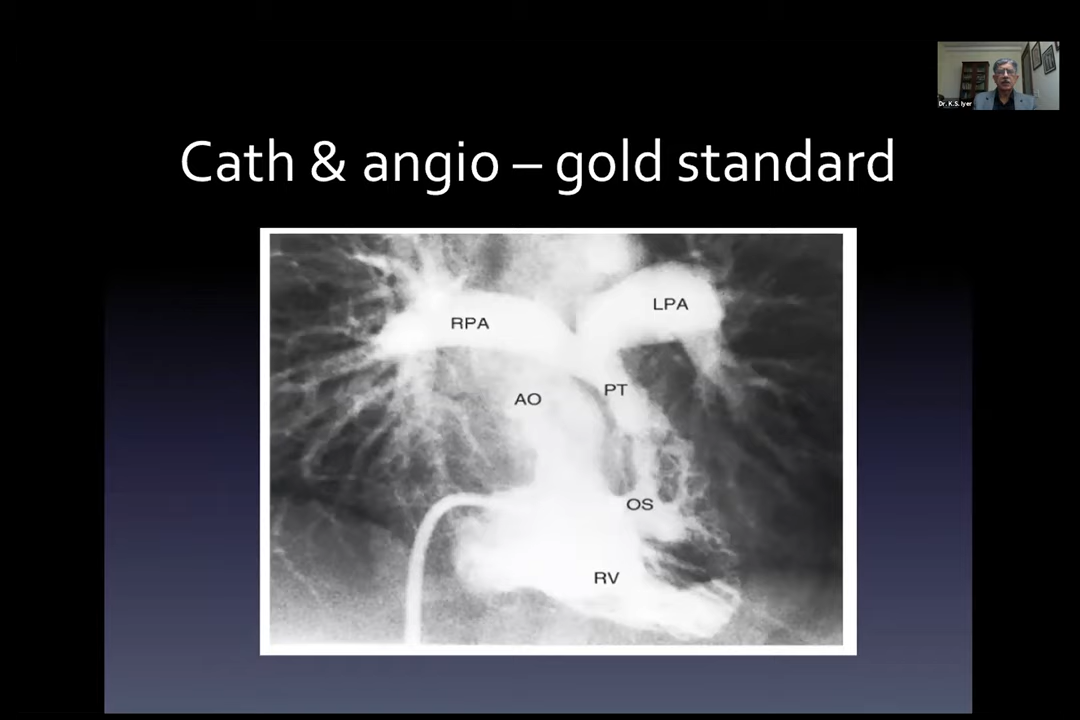 Dr. K.S. Iyer
Cath & angio – gold standard
LPA
RPA
PT
AO
OS
RV